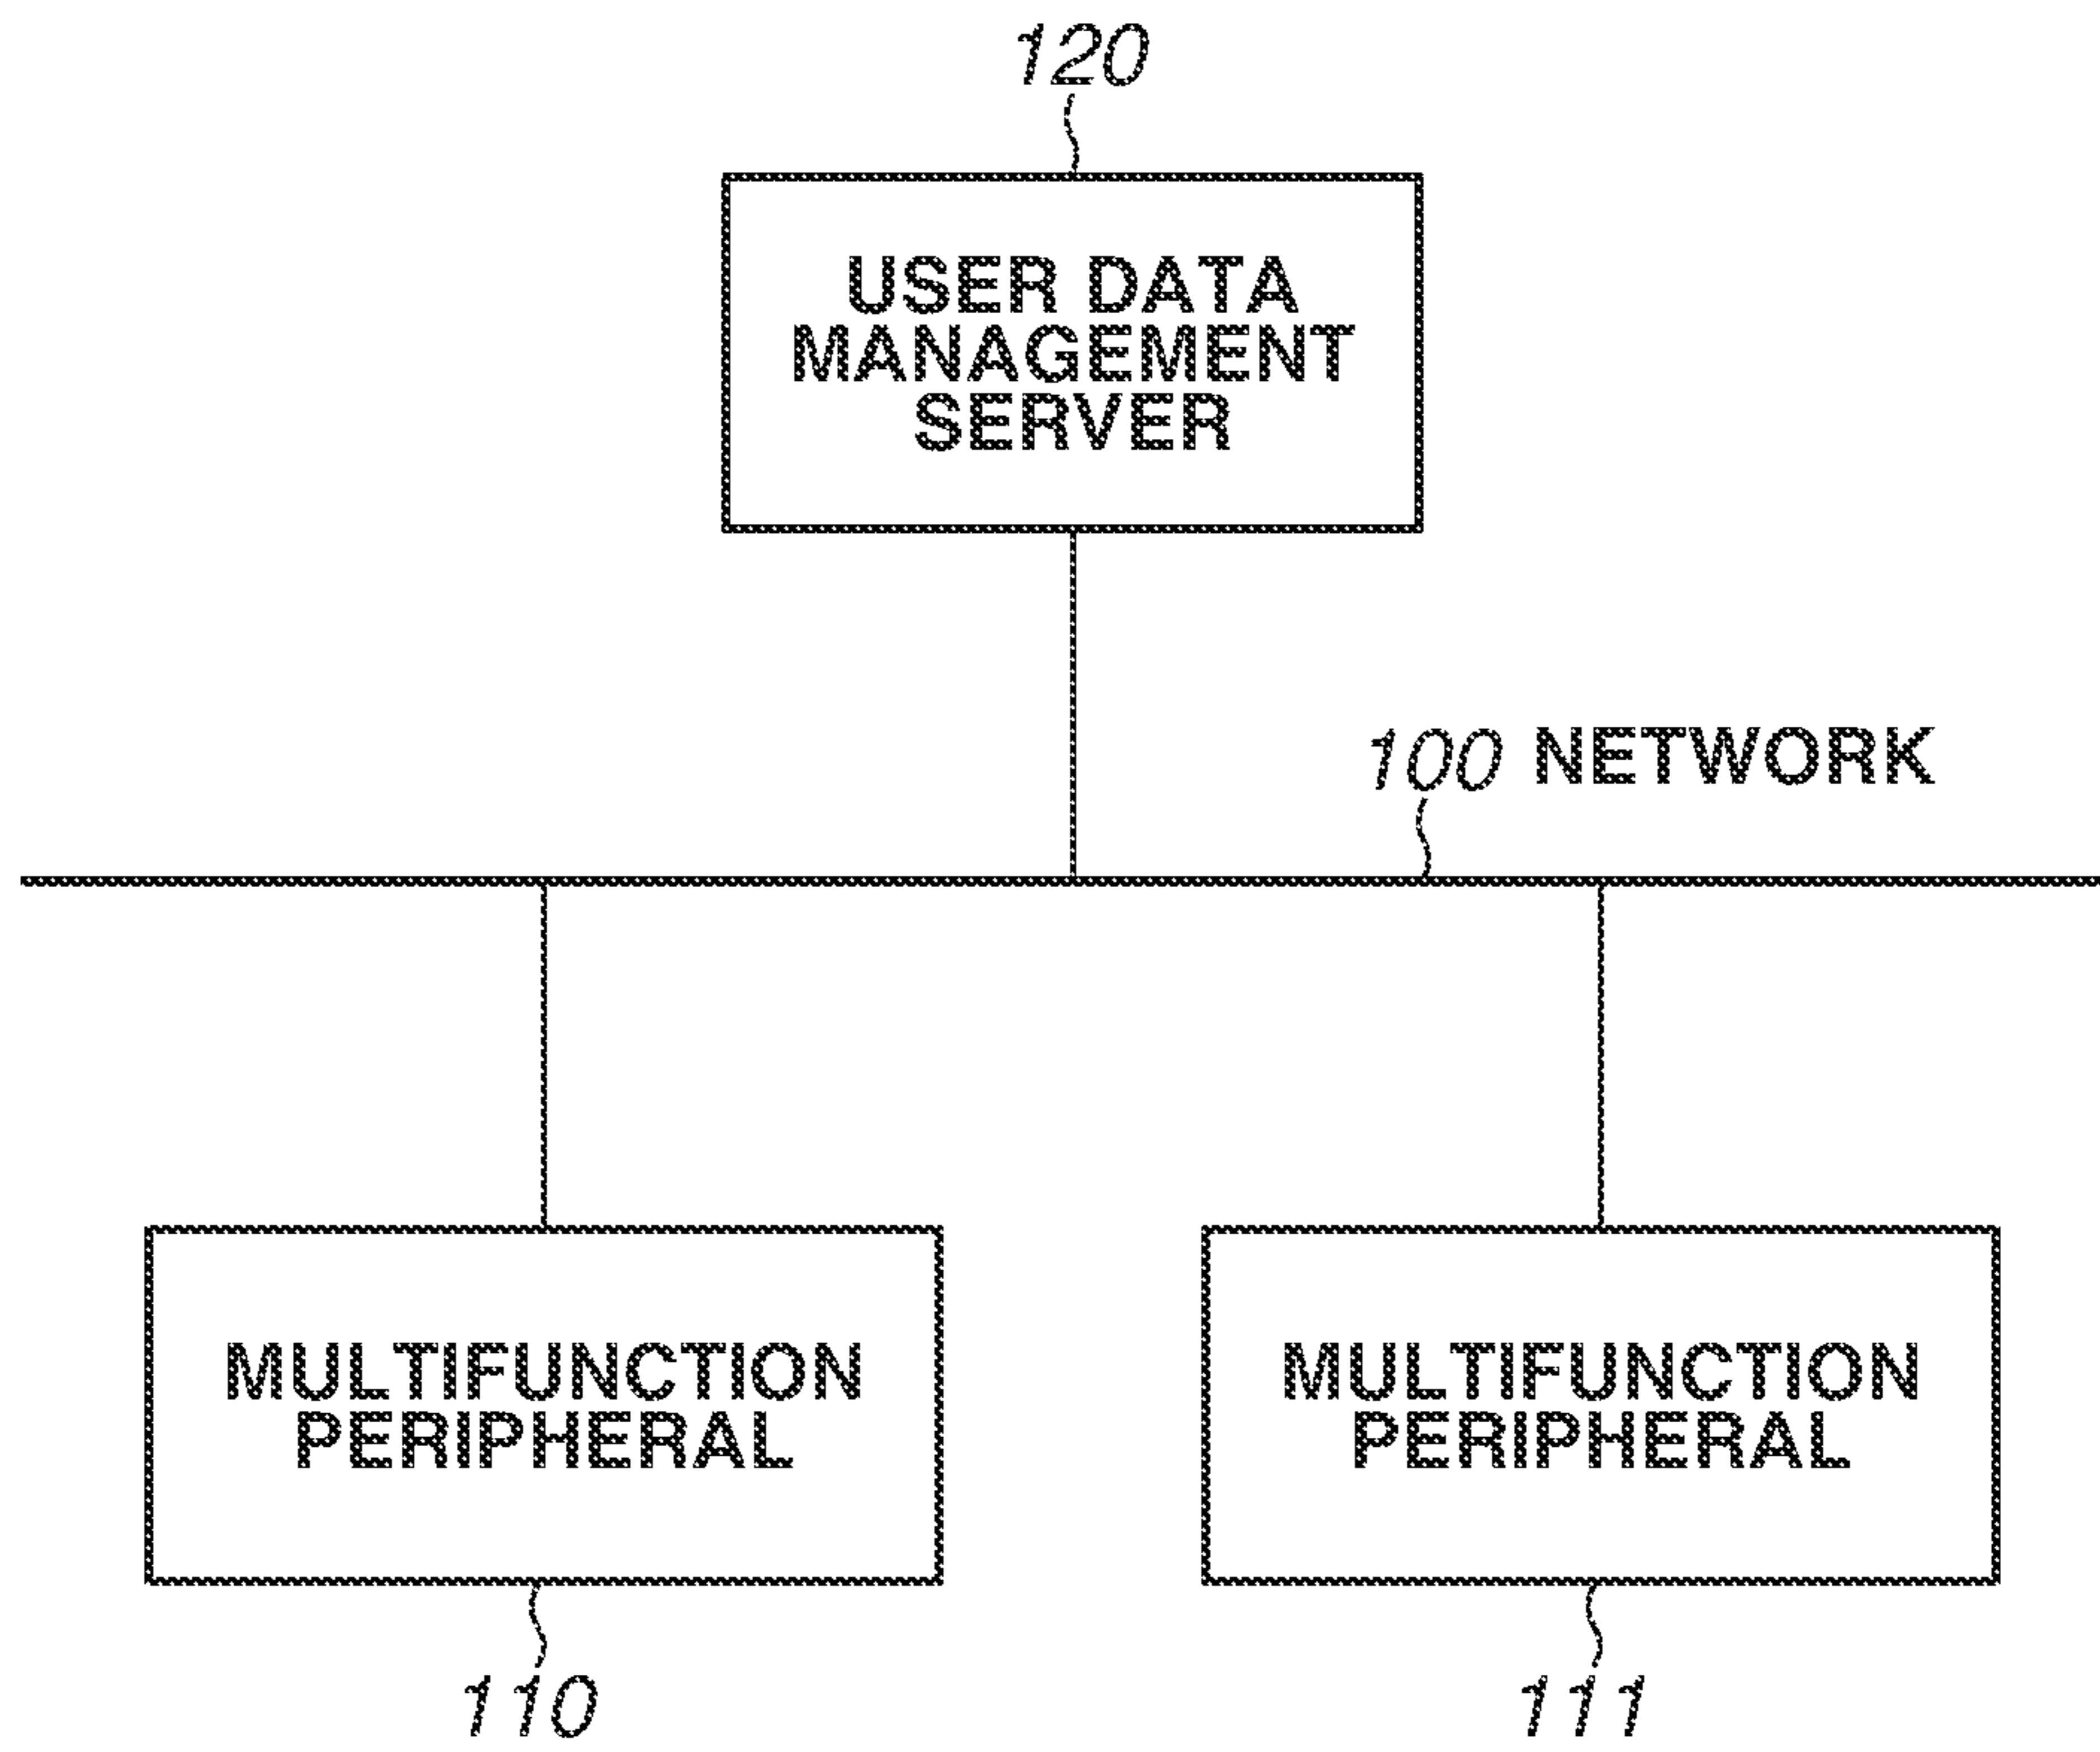 120
USER DATA
MANAGEMENT
SERVER
100 NETWORK
MULTIFUNCTION
PERIPHERAL
MULTIFUNCTION
PERIPHERAL
110
111